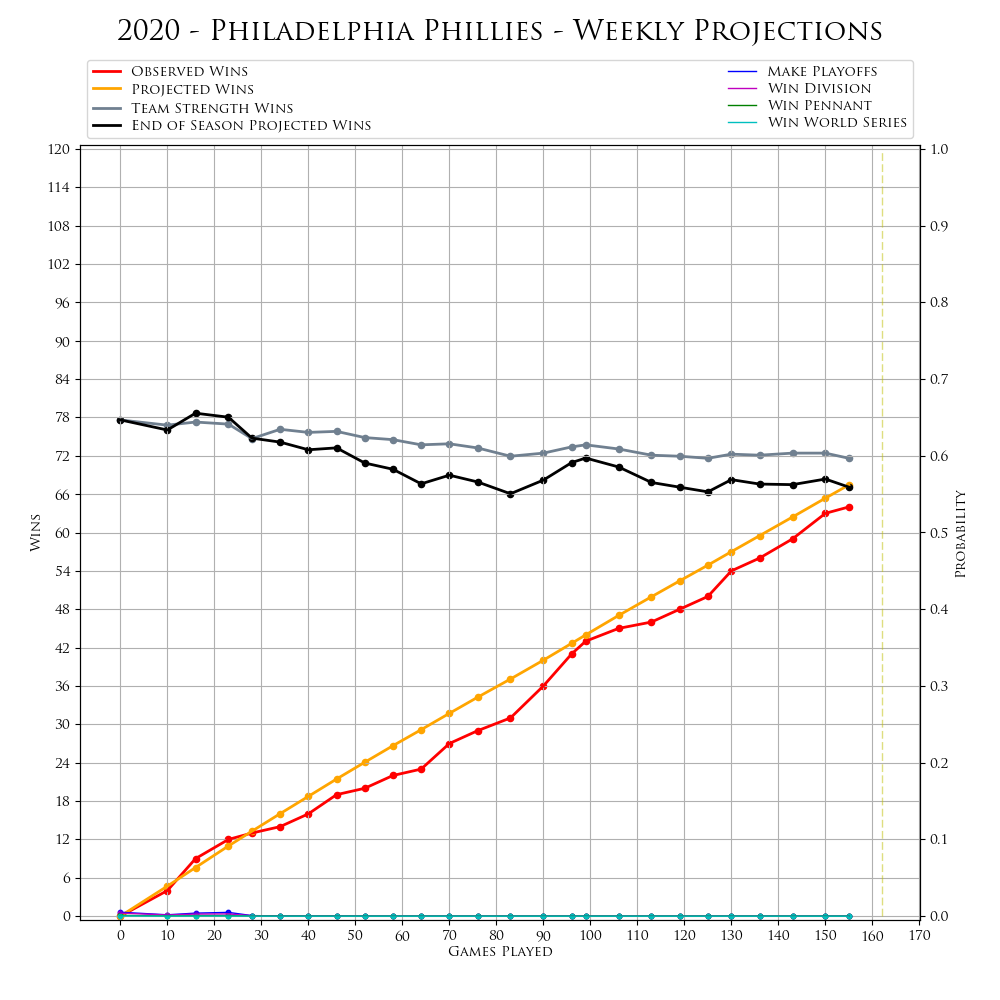 2020 - Philadelphia Phillies - Weekly Projections
Observed Wins
Projected Wins
Team Strength Wins
End of Season Projected Wins
Make Playoffs
Win Division
Win Pennant
Win World Series
120
114
108
102
96
90
84
78
72
66
60
54
48
42
36
30
24
18
12
6
0
Wins
1.0
0.9
0.8
0.7
0.6
0.5
0.4
0.3
0.2
0.1
0.0
Probability
0 10 20 30 40 50 60 70 80 90 100 110 120 130 140 150 160 170
Games Played